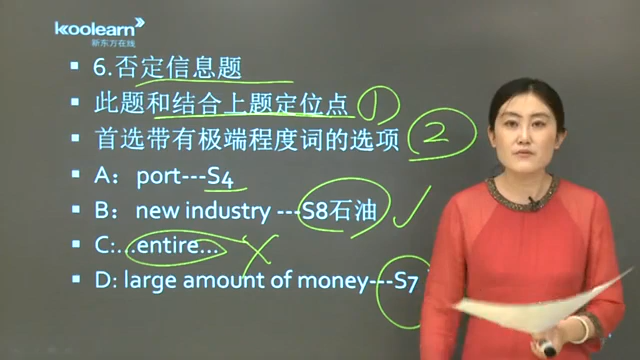 koolearn
新东方在线
6.否定信息题
此题和结合上题定位点 ①
首选带有极端程度词的选项 2
A：port---S4
B：new industry ---S8石油
C:...entire...
D: large amount of money---S7